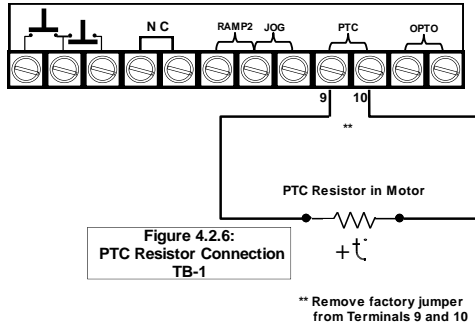 N C
RAMP2 JOG
PTC
OPTO
9 10
**
PTC Resistor in Motor
+t°
Figure 4.2.6:
PTC Resistor Connection
TB-1
** Remove factory jumper
from Terminals 9 and 10